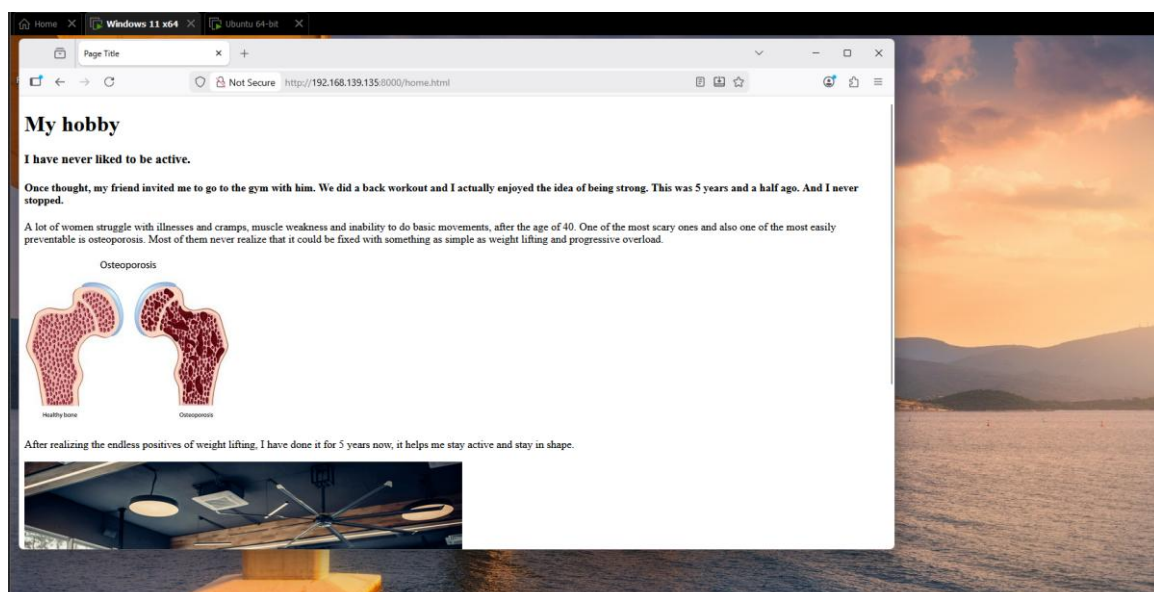 Home
Windows 11 x64
Ubuntu 64-bit
Page Title
Not Secure
http://192.168.139.135:8000/home.html
My hobby
I have never liked to be active.
Once thought, my friend invited me to go to the gym with him. We did a back workout and I actually enjoyed the idea of being strong. This was 5 years and a half ago. And I never
stopped.
A lot of women struggle with illnesses and cramps, muscle weakness and inability to do basic movements, after the age of 40. One of the most scary ones and also one of the most easily
preventable is osteoporosis. Most of them never realize that it could be fixed with something as simple as weight lifting and progressive overload.
Osteoporosis
Healthy bone
Osteoporosis
After realizing the endless positives of weight lifting, I have done it for 5 years now, it helps me stay active and stay in shape.